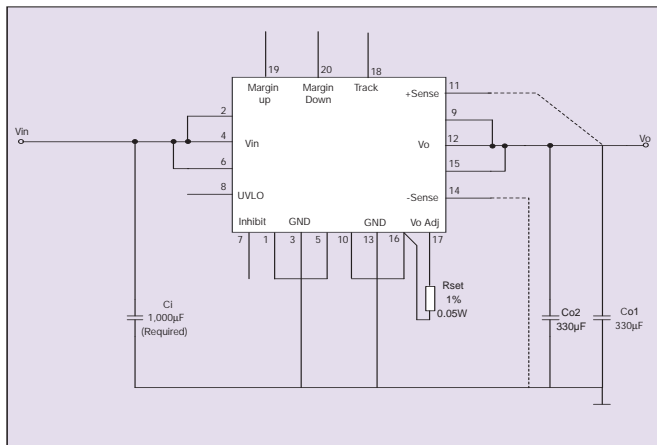 19
20
18
Margin up
Margin Down
Track
11
+Sense
2
9
Vin
4
Vin
Vo
12
Vo
6
15
8
UVLO
-Sense
14
Inhibit
GND
GND
Vo Adj
7
1
3
5
10
13
16
17
Rset
1%
0.05W
Ci
1,000µF
(Required)
Co2
330µF
Co1
330µF